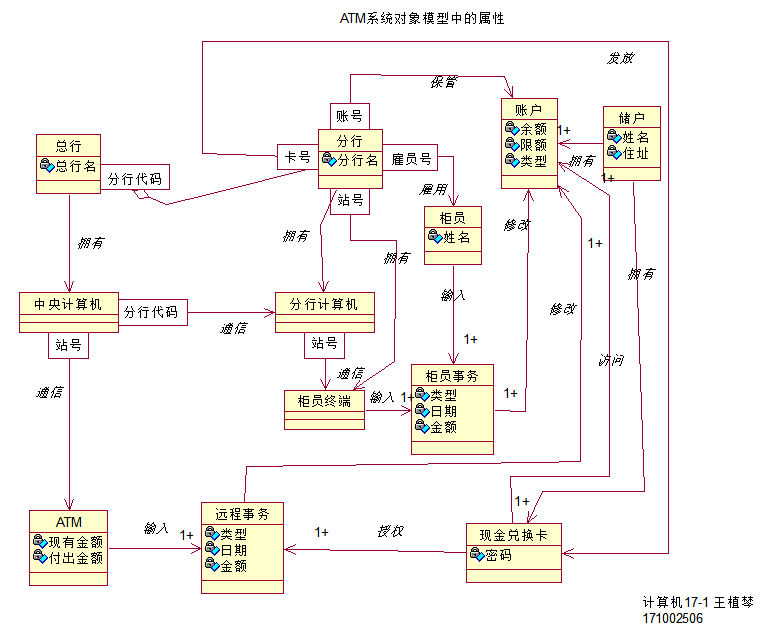 ATM系统对象模型中的属性
发放
保管
账号
账户
余额
限额
类型
1+
储户
姓名
住址
拥有
1+
总行
总行名
分行代码
卡号
分行
分行名
雇员号
站号
雇用
柜员
姓名
修改
1+
拥有
拥有
拥有
拥有
中央计算机
分行代码
站号
通信
分行计算机
站号
输入
1+
修改
通信
通信
柜员终端
输入
1+
柜员事务
类型
日期
金额
1+
访问
ATM
现有金额
付出金额
输入
1+
远程事务
类型
日期
金额
1+
授权
1+
现金兑换卡
密码
计算机17-1 王植棽
171002506